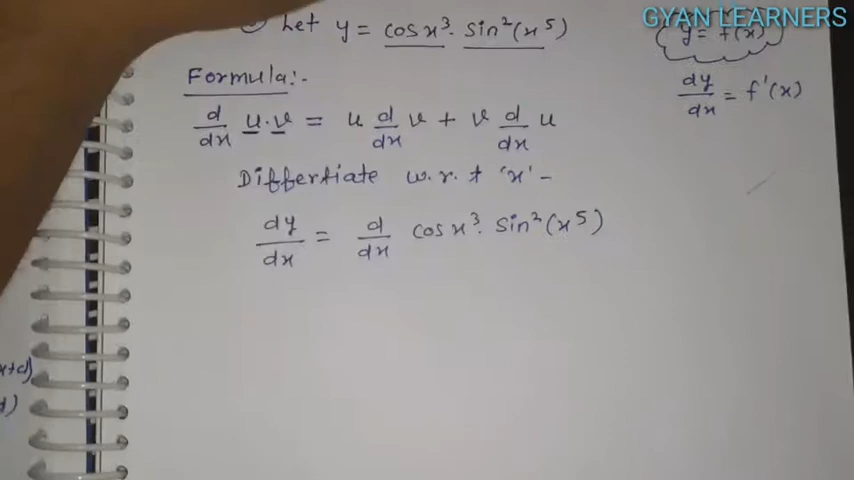 GYAN LEARNERS
Let y = cos x³. sin²(x⁵)
y = f(x)
Formula:-
dy/dx = f'(x)
d/dx u.v = u d/dx v + v d/dx u
Differtiate w.r.t 'x' -
dy/dx = d/dx cos x³. sin²(x⁵)
x+d)